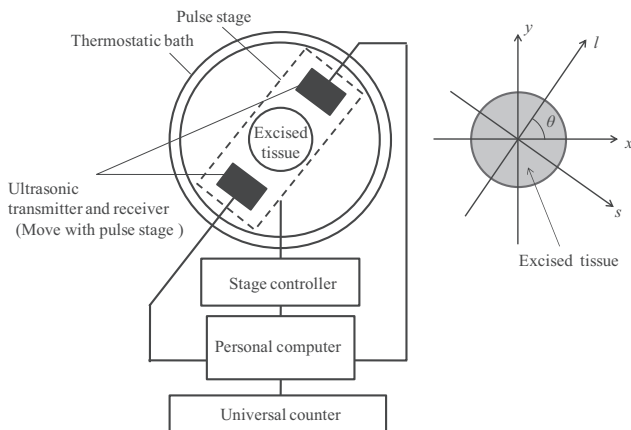 Pulse stage
Thermostatic bath
Excised
tissue
Ultrasonic
transmitter and receiver
(Move with pulse stage )
Stage controller
Personal computer
Universal counter
y
l
θ
x
s
Excised tissue